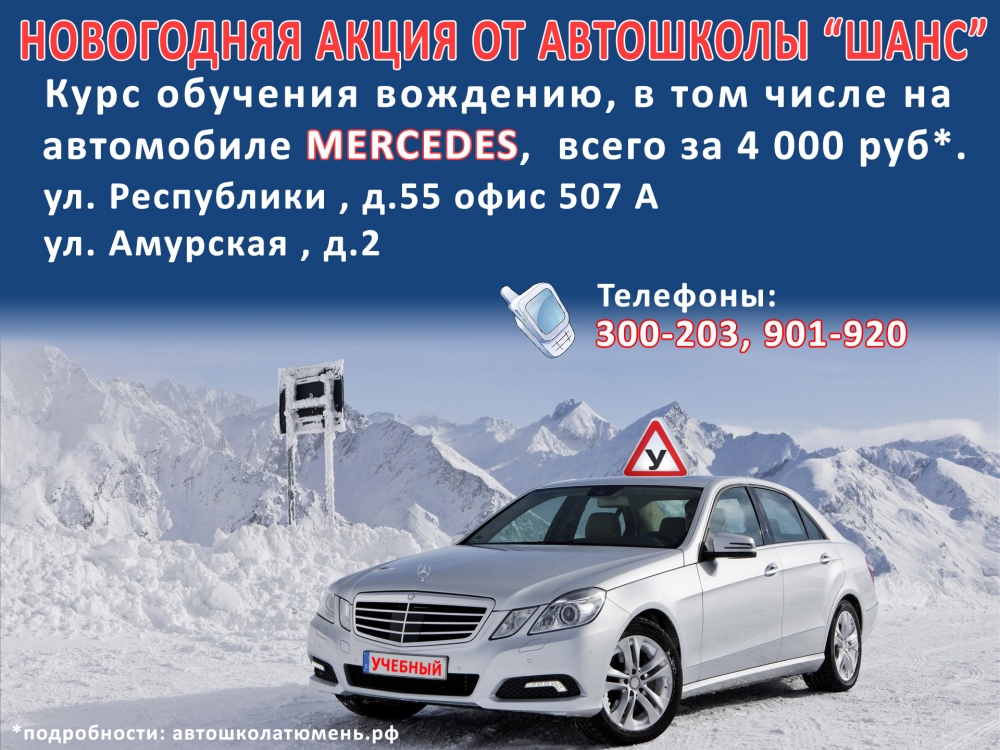 НОВОГОДНЯЯ АКЦИЯ ОТ АВТОШКОЛЫ “ШАНС”
Курс обучения вождению, в том числе на
автомобиле MERCEDES, всего за 4 000 руб*.
ул. Республики , д.55 офис 507 А
ул. Амурская , д.2
Телефоны:
300-203, 901-920
У
УЧЕБНЫЙ
*подробности: автошколатюмень.рф